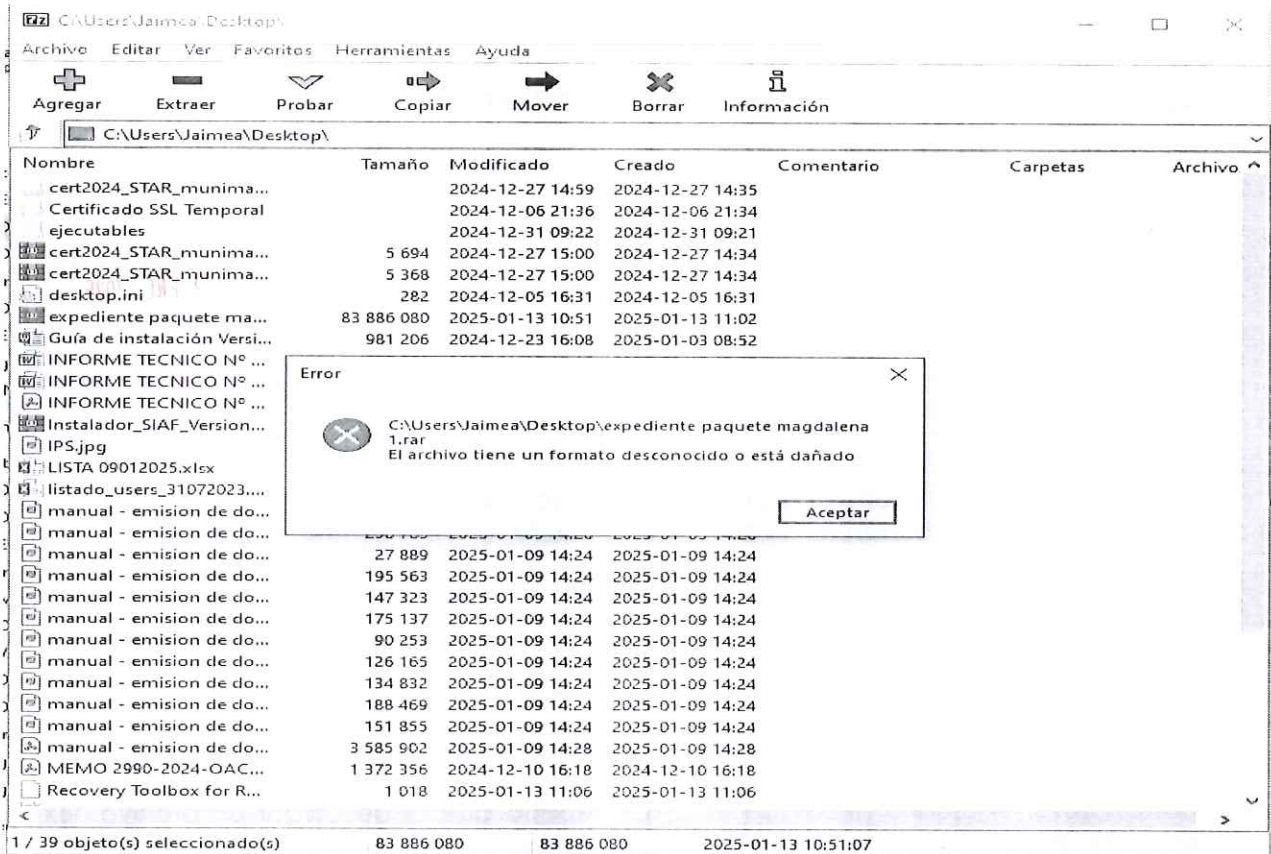 C:\Users\Jaimea\Desktop\
Archivo Editar Ver Favoritos Herramientas Ayuda
Agregar Extraer Probar Copiar Mover Borrar Información
C:\Users\Jaimea\Desktop\
Nombre Tamaño Modificado Creado Comentario Carpetas Archivo
cert2024_STAR_munima... 2024-12-27 14:59 2024-12-27 14:35
Certificado SSL Temporal 2024-12-06 21:36 2024-12-06 21:34
ejecutables 2024-12-31 09:22 2024-12-31 09:21
cert2024_STAR_munima... 5 694 2024-12-27 15:00 2024-12-27 14:34
cert2024_STAR_munima... 5 368 2024-12-27 15:00 2024-12-27 14:34
desktop.ini 282 2024-12-05 16:31 2024-12-05 16:31
expediente paquete ma... 83 886 080 2025-01-13 10:51 2025-01-13 11:02
Guía de instalación Versi... 981 206 2024-12-23 16:08 2025-01-03 08:52
INFORME TECNICO Nº ...
INFORME TECNICO Nº ...
INFORME TECNICO Nº ...
Instalador_SIAF_Version...
IPS.jpg
LISTA 09012025.xlsx
listado_users_31072023....
manual - emision de do...
manual - emision de do...
Error
C:\Users\Jaimea\Desktop\expediente paquete magdalena
1.rar
El archivo tiene un formato desconocido o está dañado
Aceptar
manual - emision de do... 27 889 2025-01-09 14:24 2025-01-09 14:24
manual - emision de do... 195 563 2025-01-09 14:24 2025-01-09 14:24
manual - emision de do... 147 323 2025-01-09 14:24 2025-01-09 14:24
manual - emision de do... 175 137 2025-01-09 14:24 2025-01-09 14:24
manual - emision de do... 90 253 2025-01-09 14:24 2025-01-09 14:24
manual - emision de do... 126 165 2025-01-09 14:24 2025-01-09 14:24
manual - emision de do... 134 832 2025-01-09 14:24 2025-01-09 14:24
manual - emision de do... 188 469 2025-01-09 14:24 2025-01-09 14:24
manual - emision de do... 151 855 2025-01-09 14:24 2025-01-09 14:24
manual - emision de do... 3 585 902 2025-01-09 14:28 2025-01-09 14:28
MEMO 2990-2024-OAC... 1 372 356 2024-12-10 16:18 2024-12-10 16:18
Recovery Toolbox for R... 1 018 2025-01-13 11:06 2025-01-13 11:06
1 / 39 objeto(s) seleccionado(s) 83 886 080 83 886 080 2025-01-13 10:51:07